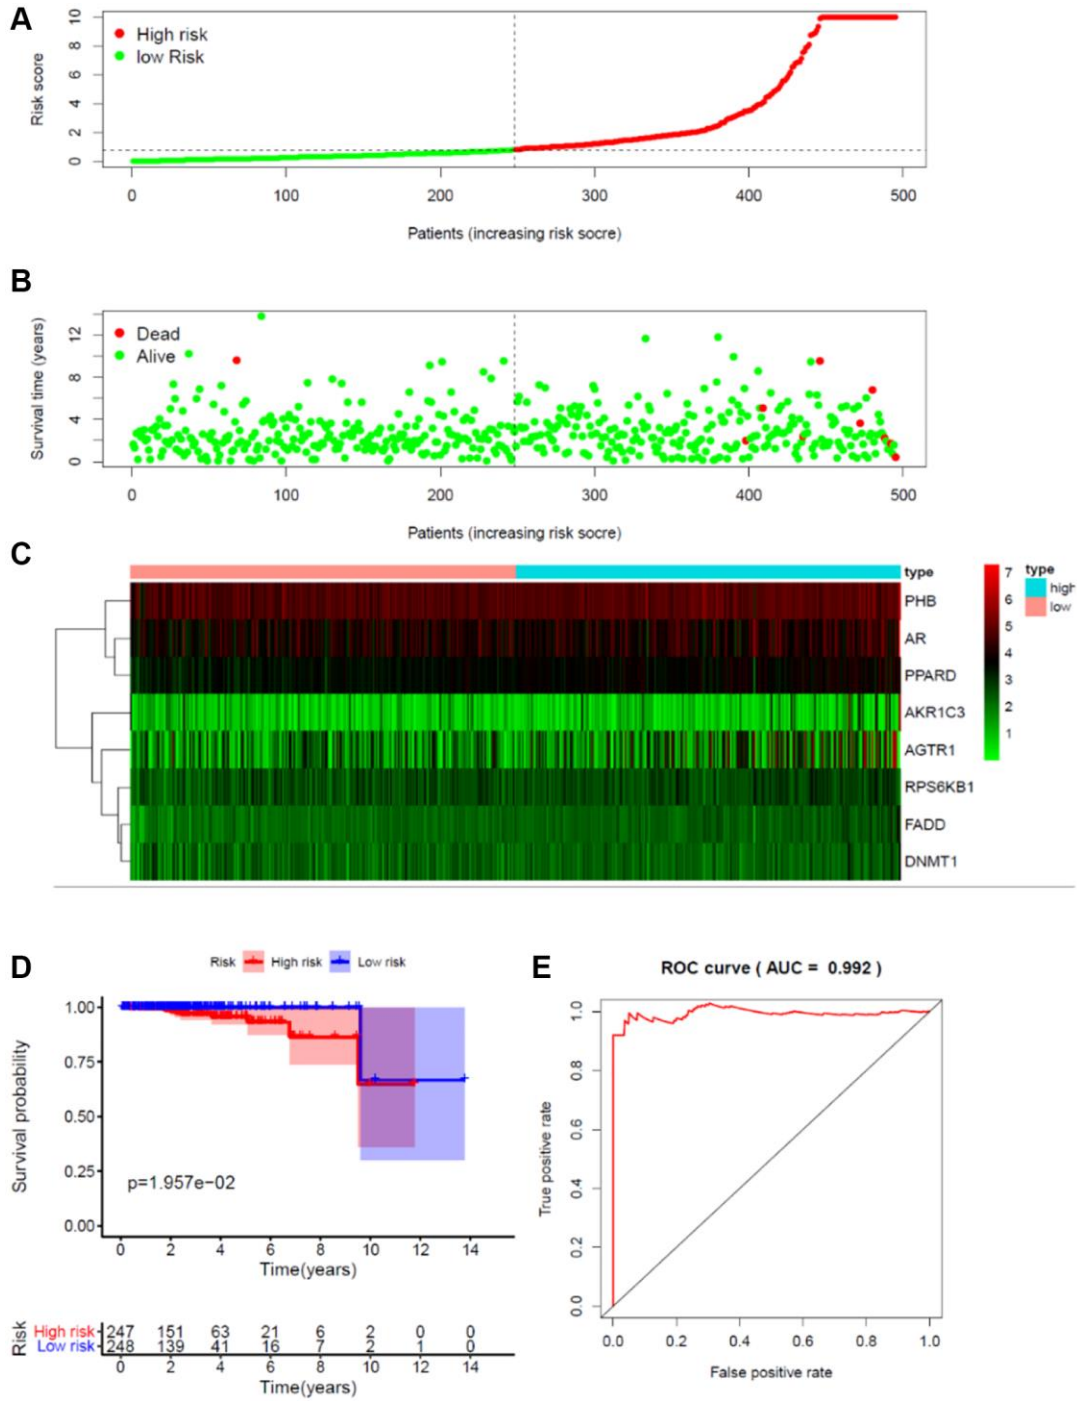 A
High risk
low Risk
Risk score
0 2 4 6 8 10
0 100 200 300 400 500
Patients (increasing risk socre)
B
Dead
Alive
Survival time (years)
0 4 8 12
0 100 200 300 400 500
Patients (increasing risk socre)
C
type
PHB
AR
PPARD
AKR1C3
AGTR1
RPS6KB1
FADD
DNMT1
7
6
5
4
3
2
1
type
high
low
D
Risk High risk Low risk
Survival probability
1.00
0.75
0.50
0.25
0.00
p=1.957e−02
0 2 4 6 8 10 12 14
Time(years)
Risk
High risk 247 151 63 21 6 2 0 0
Low risk 248 139 41 16 7 2 1 0
0 2 4 6 8 10 12 14
Time(years)
E
ROC curve ( AUC = 0.992 )
True positive rate
0.0 0.2 0.4 0.6 0.8 1.0
0.0 0.2 0.4 0.6 0.8 1.0
False positive rate